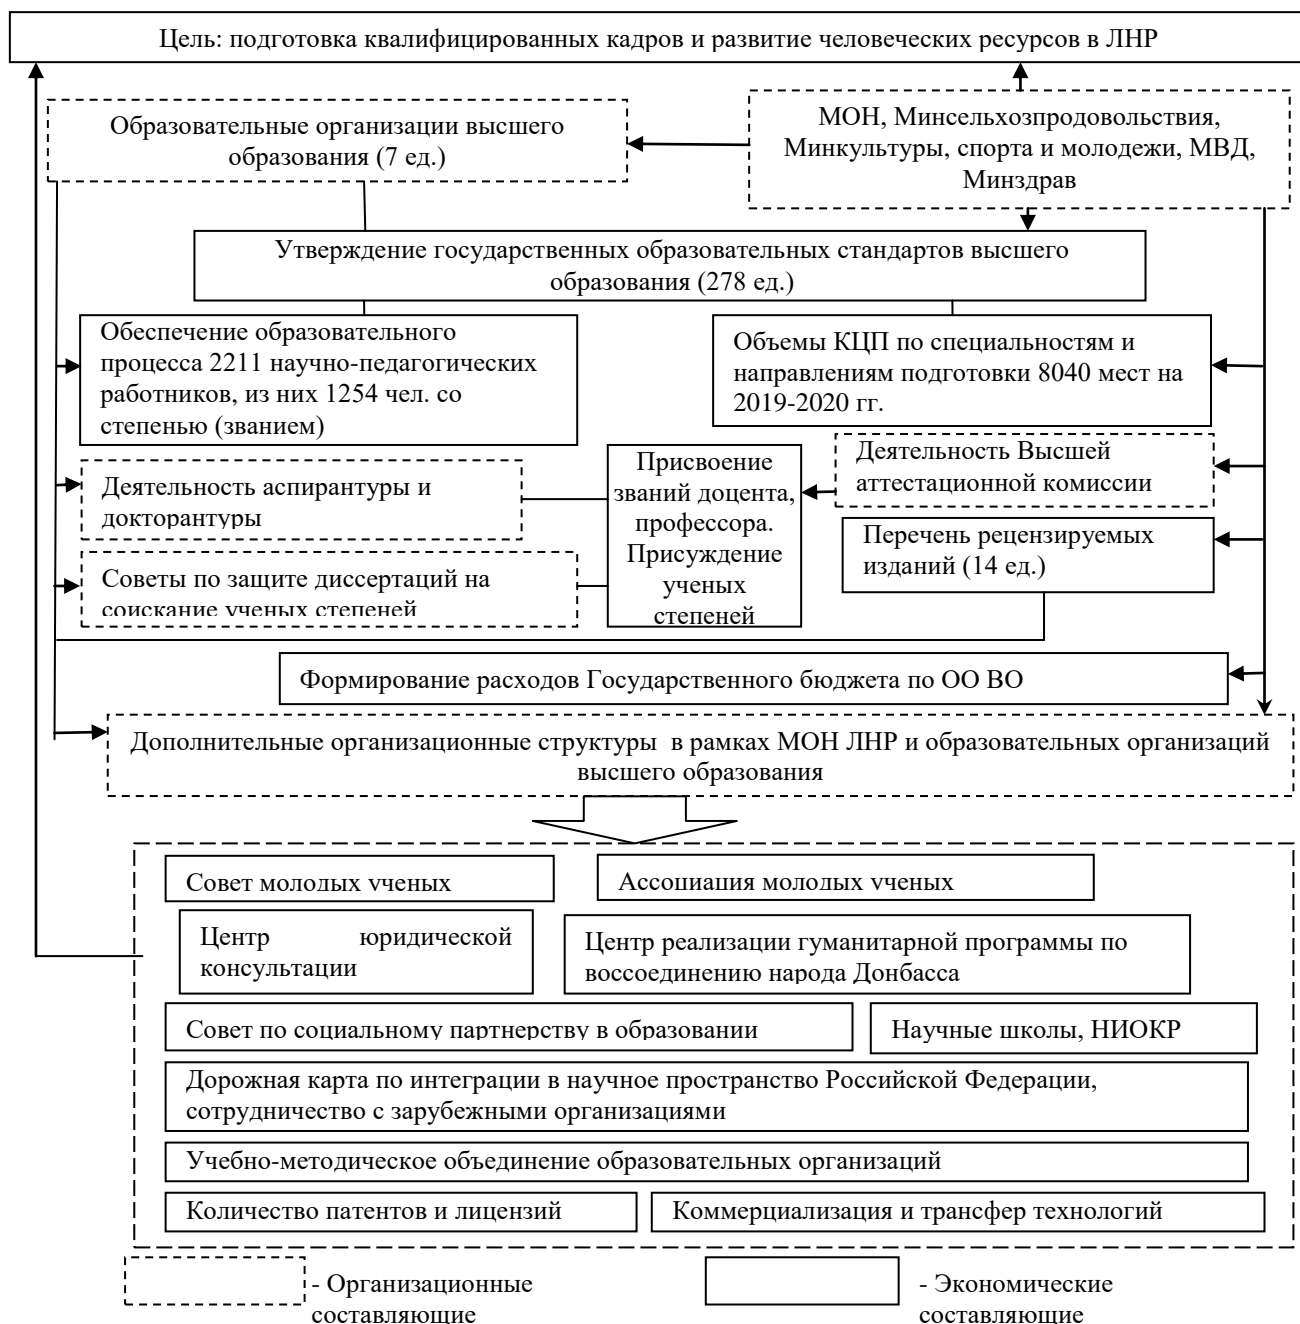 Цель: подготовка квалифицированных кадров и развитие человеческих ресурсов в ЛНР
Образовательные организации высшего
образования (7 ед.)
МОН, Минсельхозпродовольствия,
Минкультуры, спорта и молодежи, МВД,
Минздрав
Утверждение государственных образовательных стандартов высшего
образования (278 ед.)
Обеспечение образовательного
процесса 2211 научно-педагогических
работников, из них 1254 чел. со
степенью (званием)
Объемы КЦП по специальностям и
направлениям подготовки 8040 мест на
2019-2020 гг.
Деятельность аспирантуры и
докторантуры
Присвоение
званий доцента,
профессора.
Присуждение
ученых
степеней
Деятельность Высшей
аттестационной комиссии
Советы по защите диссертаций на
соискание ученых степеней
Перечень рецензируемых
изданий (14 ед.)
Формирование расходов Государственного бюджета по ОО ВО
Дополнительные организационные структуры в рамках МОН ЛНР и образовательных организаций
высшего образования
Совет молодых ученых
Ассоциация молодых ученых
Центр юридической
консультации
Центр реализации гуманитарной программы по
воссоединению народа Донбасса
Совет по социальному партнерству в образовании
Научные школы, НИОКР
Дорожная карта по интеграции в научное пространство Российской Федерации,
сотрудничество с зарубежными организациями
Учебно-методическое объединение образовательных организаций
Количество патентов и лицензий
Коммерциализация и трансфер технологий
- Организационные
составляющие
- Экономические
составляющие